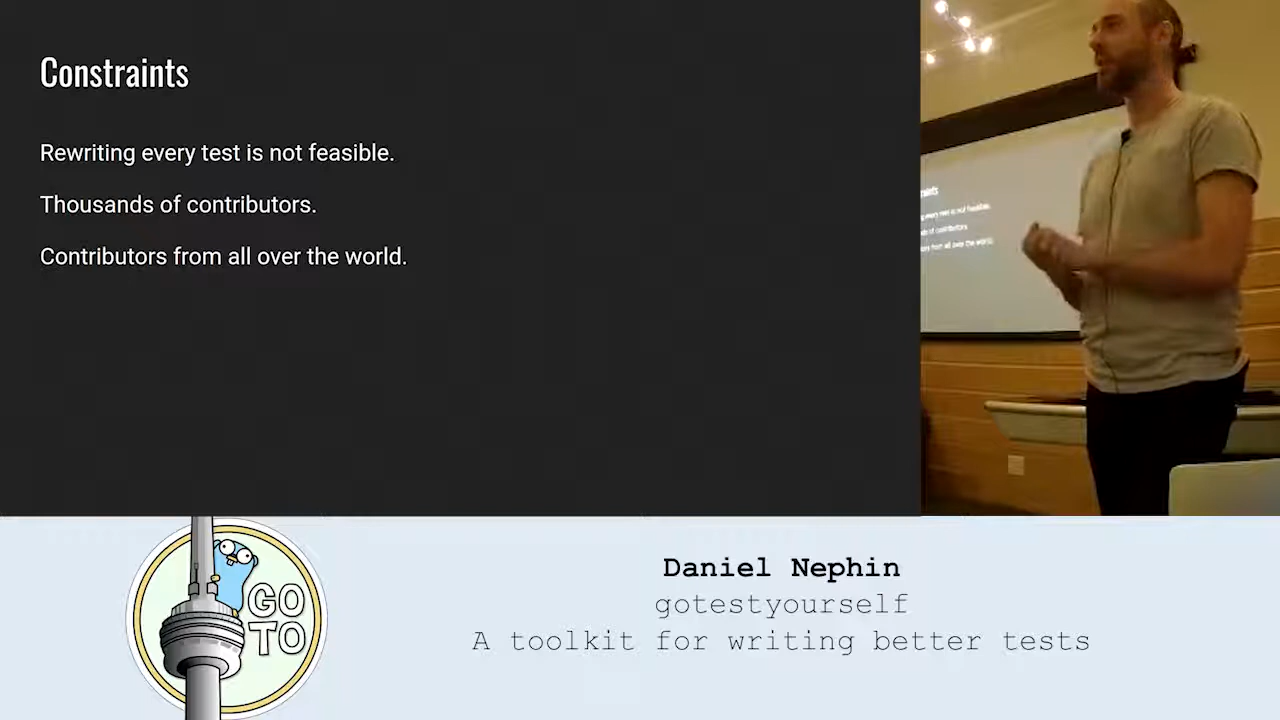 Constraints
Rewriting every test is not feasible.
Thousands of contributors.
Contributors from all over the world.
GO
TO
Daniel Nephin
gotestyourself
A toolkit for writing better tests